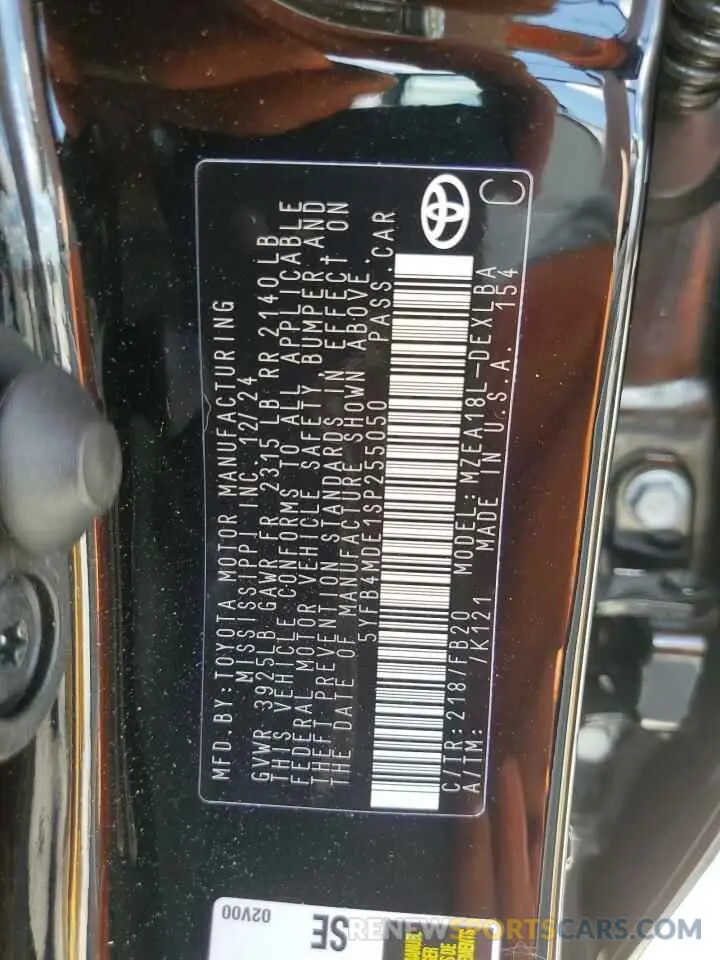 MFD.BY:TOYOTA MOTOR MANUFACTURING
MISSISSIPPI INC.12/24
GVWR 3925LB GAWR FR 2315 LB RR 2140 LB
THIS VEHICLE CONFORMS TO ALL APPLICABLE
FEDERAL MOTOR VEHICLE SAFETY, BUMPER AND
THEFT PREVENTION STANDARDS IN EFFECT ON
THE DATE OF MANUFACTURE SHOWN ABOVE.
5YFB4MDE1SP255050 PASS.CAR
C/TR:218/FB20 MODEL:MZEA18L-DEXLBA
A/TM: /K121 MADE IN U.S.A. 154
C
02V00
SE
RENEWSPORTSCARS.COM